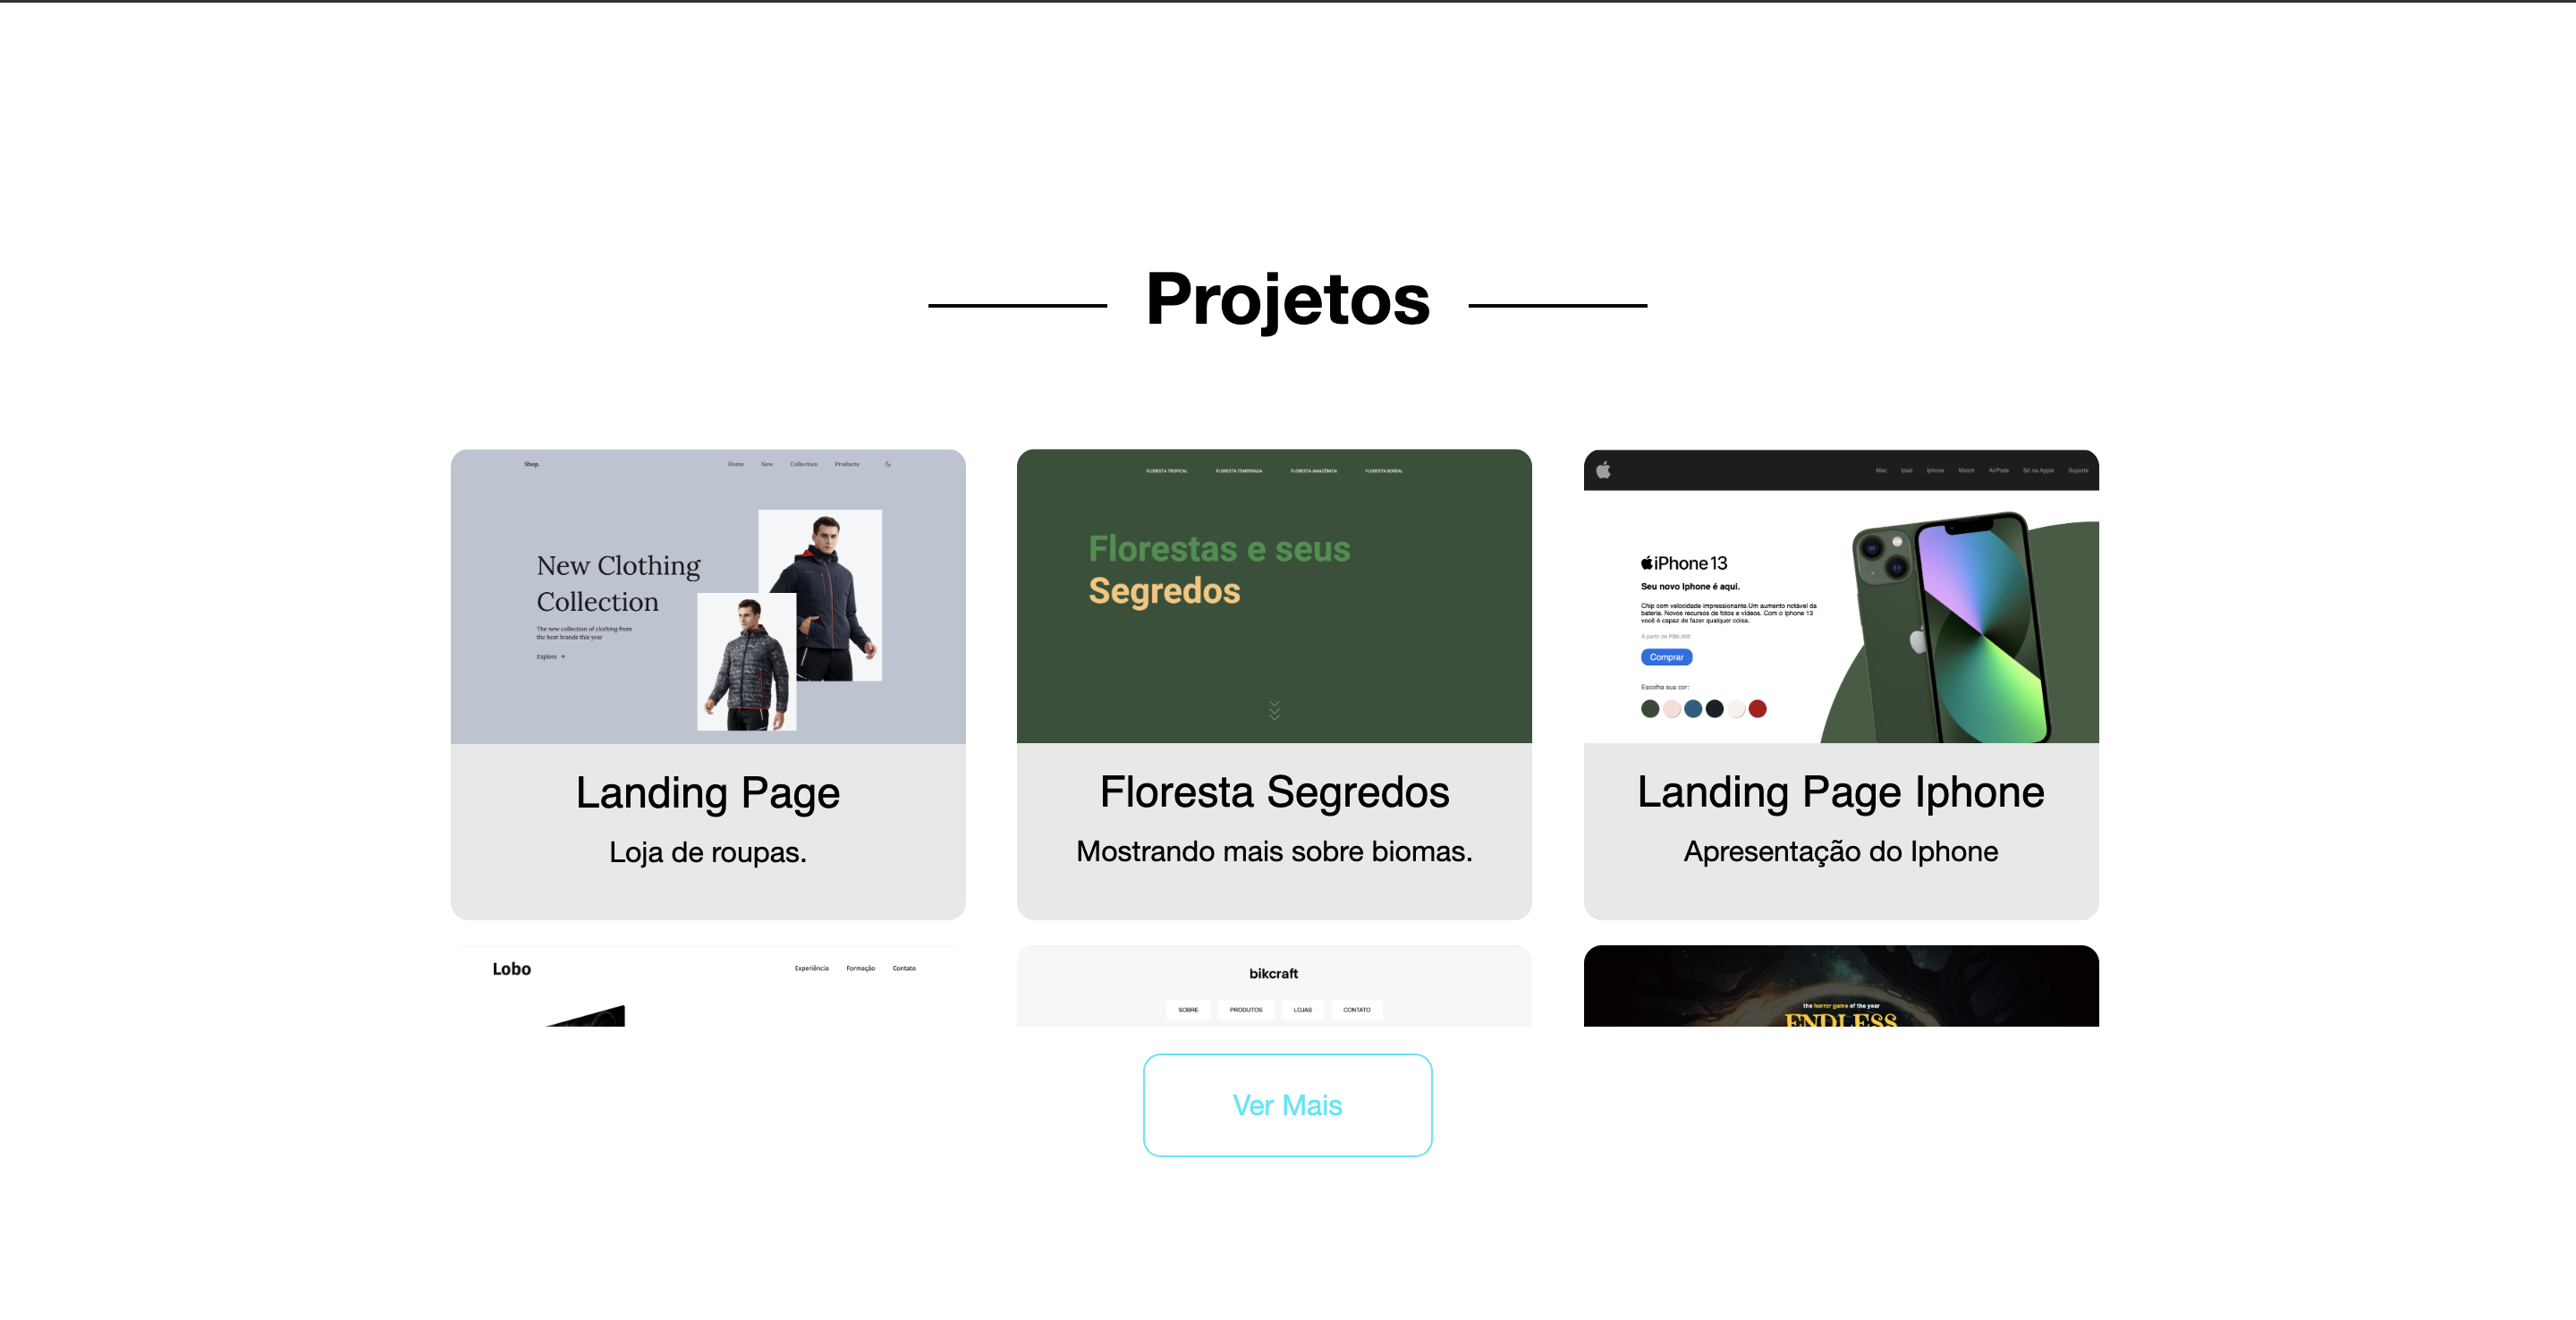 Projetos
Shop
Home New Collection Products
New Clothing
Collection
The new collection of clothing from
the best brands this year
Explore →
Landing Page
Loja de roupas.
FLORESTA TROPICAL FLORESTA TEMPERADA FLORESTA AMAZÔNICA FLORESTA BOREAL
Florestas e seus
Segredos
Floresta Segredos
Mostrando mais sobre biomas.
Mac Ipad Iphone Watch AirPods Só na Apple Suporte
iPhone 13
Seu novo Iphone é aqui.
Chip com velocidade impressionante.Um aumento notável da
bateria. Novos recursos de fotos e vídeos. Com o Iphone 13
você é capaz de fazer qualquer coisa.
A partir de R$6.000
Comprar
Escolha sua cor:
Landing Page Iphone
Apresentação do Iphone
Lobo
Experiência Formação Contato
bikcraft
SOBRE PRODUTOS LOJAS CONTATO
the horror game of the year
ENDLESS
Ver Mais